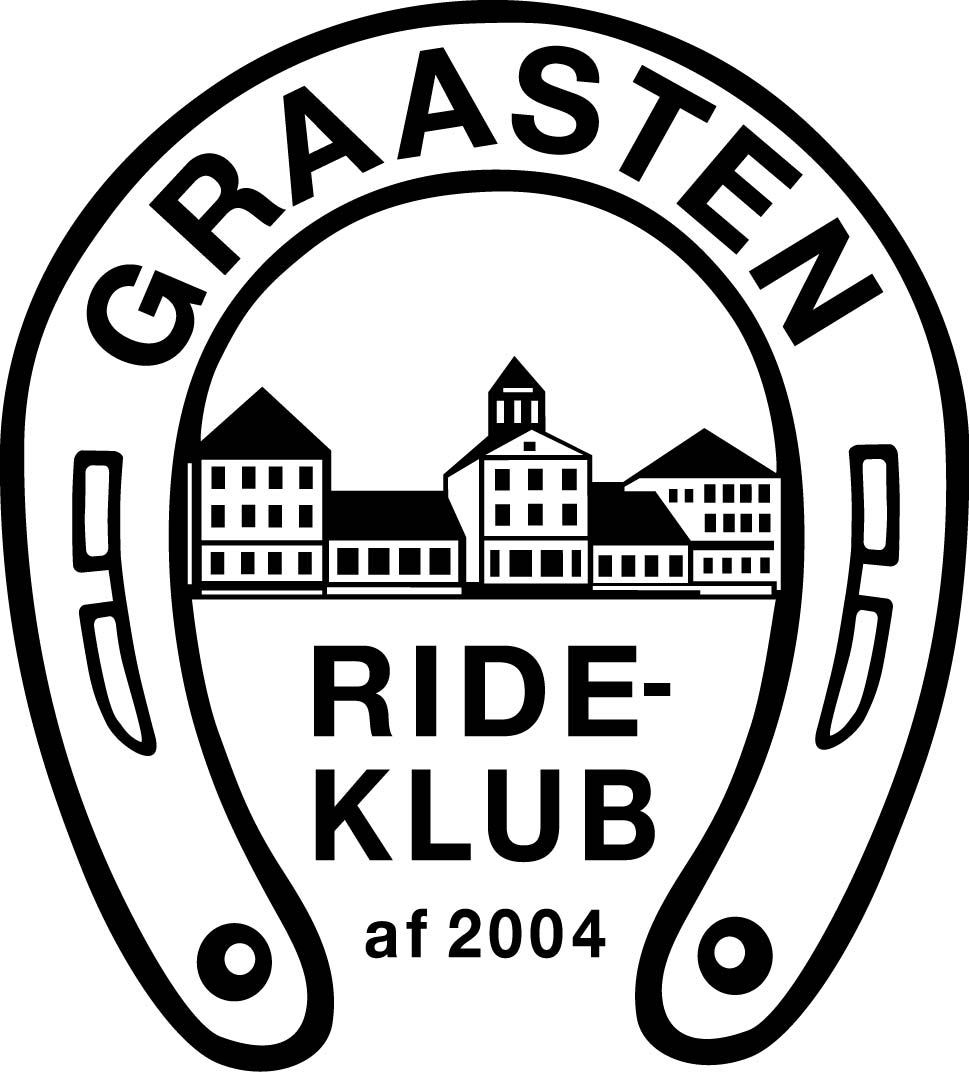 GRAASTEN
RIDE-
KLUB
af 2004